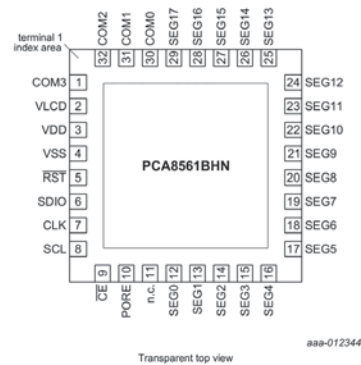 COM2
COM1
COM0
SEG17
SEG16
SEG15
SEG14
SEG13
terminal 1
index area
32
31
30
29
28
27
26
25
COM3 1
VLCD 2
VDD 3
VSS 4
RST 5
SDIO 6
CLK 7
SCL 8
PCA8561BHN
24 SEG12
23 SEG11
22 SEG10
21 SEG9
20 SEG8
19 SEG7
18 SEG6
17 SEG5
9
10
11
12
13
14
15
16
CE
PORE
n.c.
SEG0
SEG1
SEG2
SEG3
SEG4
aaa-012344
Transparent top view